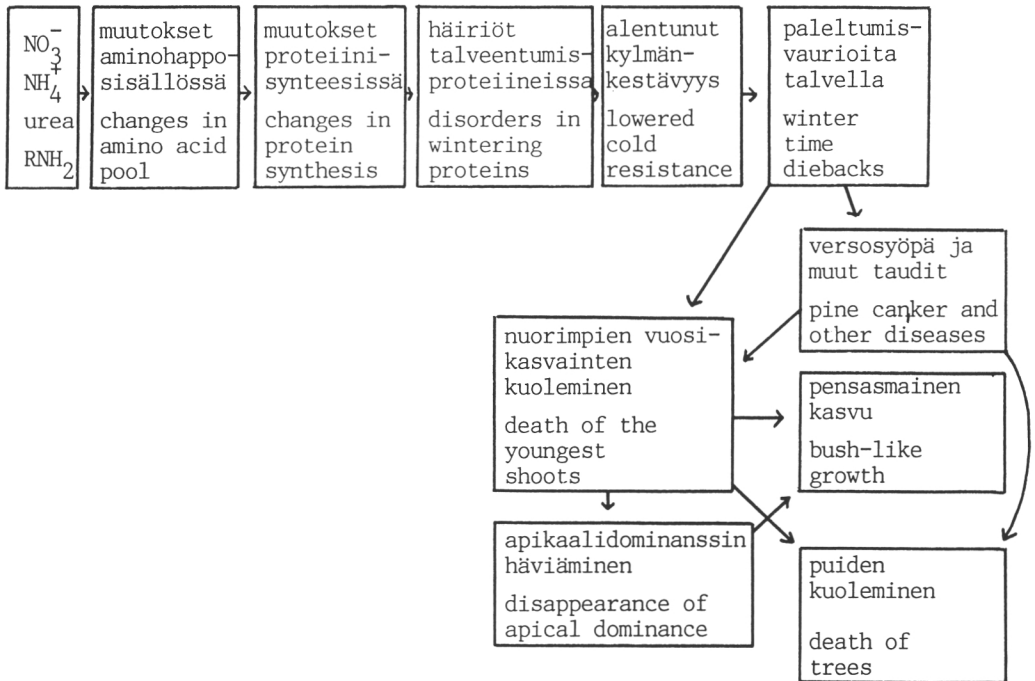 NO₃⁻
NH₄⁺
urea
RNH₂
muutokset
aminohappo-
sisällössä
changes in
amino acid
pool
muutokset
proteiini-
synteesissä
changes in
protein
synthesis
häiriöt
talveentumis-
proteiineissa
disorders in
wintering
proteins
alentunut
kylmän-
kestävyys
lowered
cold
resistance
paleltumis-
vaurioita
talvella
winter
time
diebacks
versosyöpä ja
muut taudit
pine canker and
other diseases
nuorimpien vuosi-
kasvainten
kuoleminen
death of the
youngest
shoots
pensasmainen
kasvu
bush-like
growth
apikaalidominanssin
häviäminen
disappearance of
apical dominance
puiden
kuoleminen
death of
trees